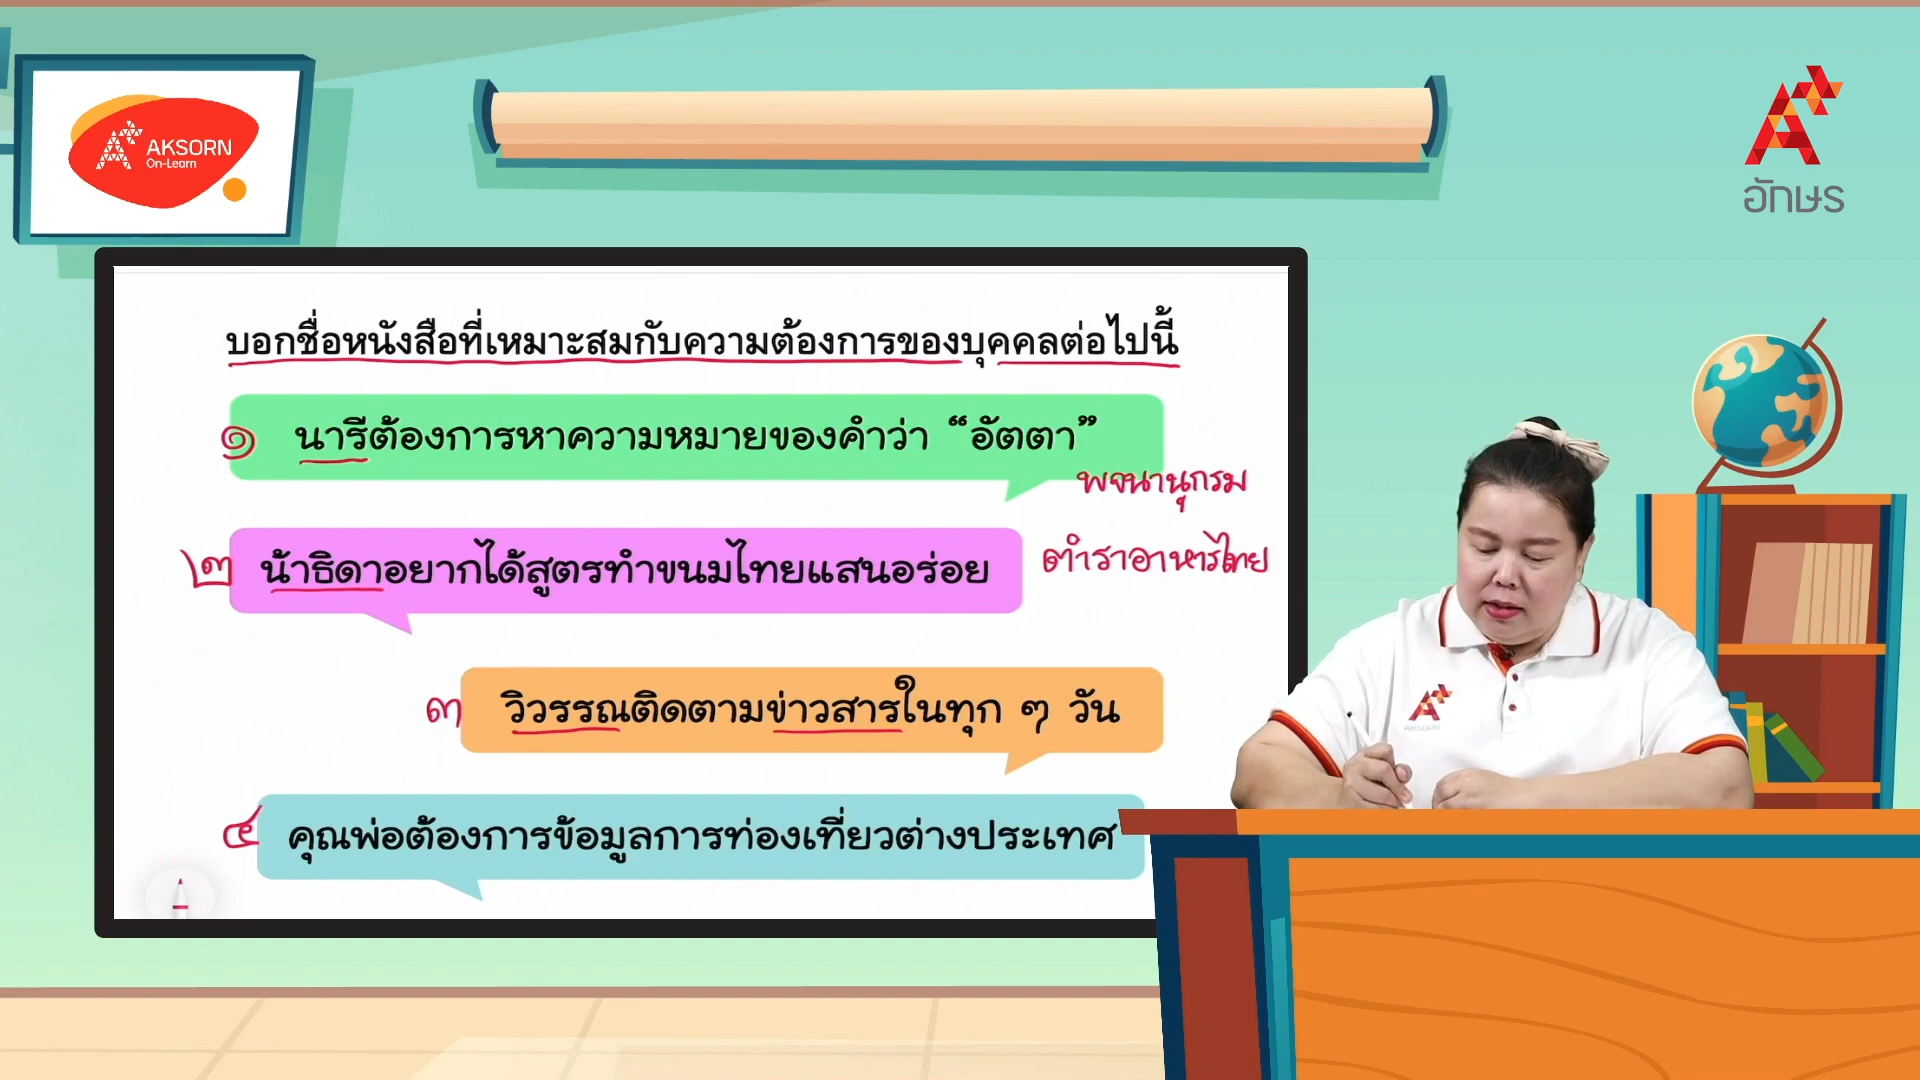 AKSORN
On-Learn
อักษร
บอกชื่อหนังสือที่เหมาะสมกับความต้องการของบุคคลต่อไปนี้
๑ นารีต้องการหาความหมายของคำว่า “อัตตา”
พจนานุกรม
๒ น้าธิดาอยากได้สูตรทำขนมไทยแสนอร่อย
ตำราอาหารไทย
๓ วิวรรณติดตามข่าวสารในทุก ๆ วัน
๔ คุณพ่อต้องการข้อมูลการท่องเที่ยวต่างประเทศ
AKSORN